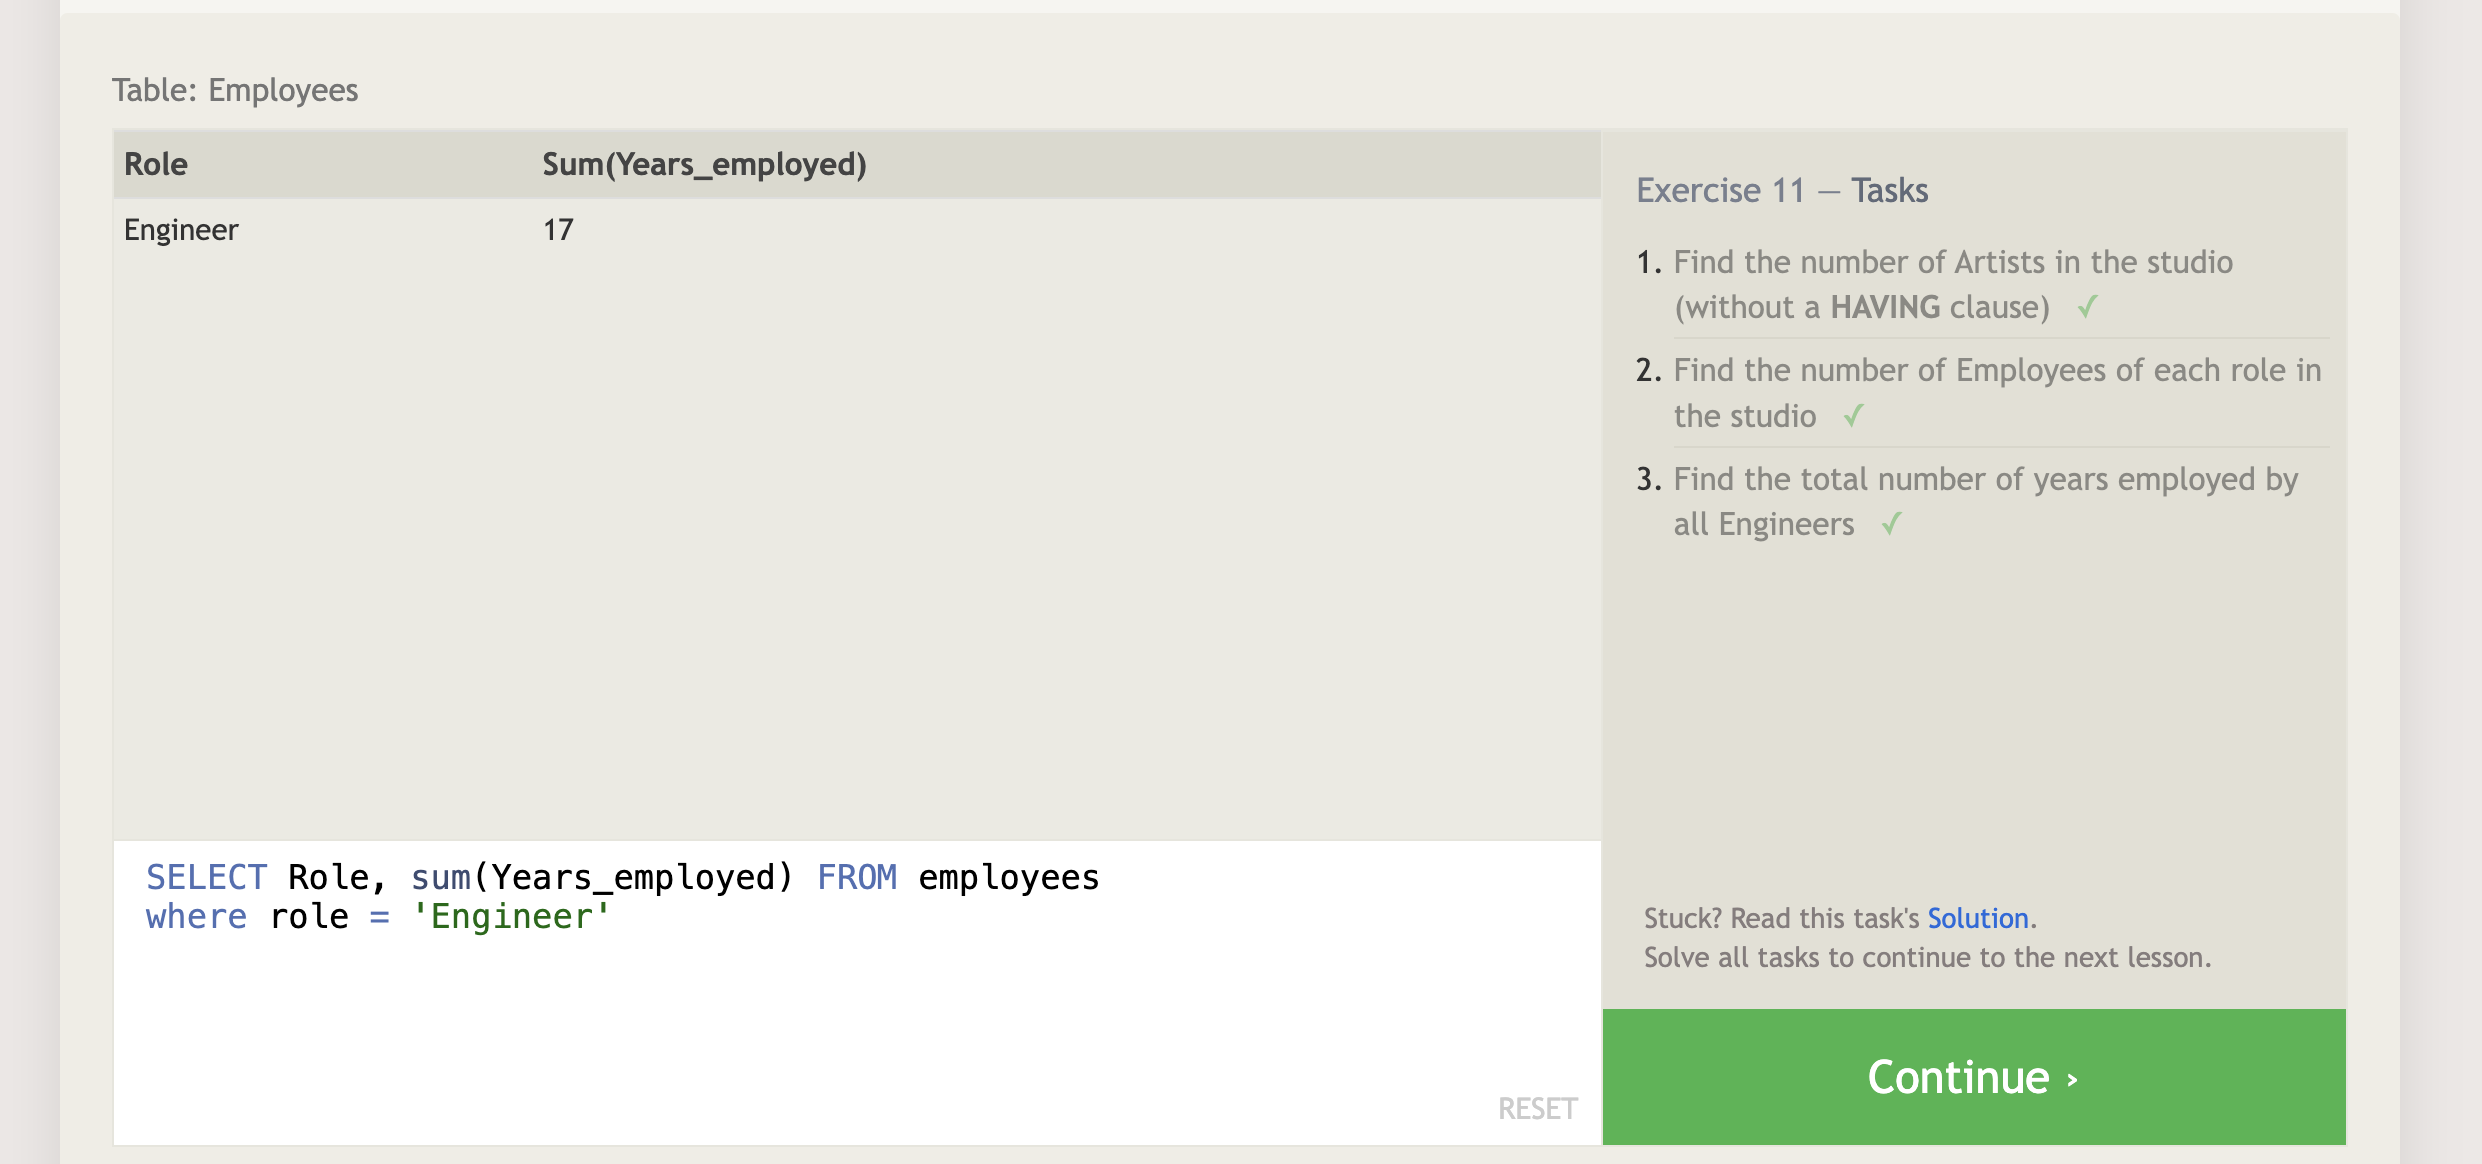 Table: Employees
Role Sum(Years_employed)
Engineer 17
SELECT Role, sum(Years_employed) FROM employees
where role = 'Engineer'
RESET
Exercise 11 — Tasks
1. Find the number of Artists in the studio
(without a HAVING clause) ✓
2. Find the number of Employees of each role in
the studio ✓
3. Find the total number of years employed by
all Engineers ✓
Stuck? Read this task's Solution.
Solve all tasks to continue to the next lesson.
Continue ›